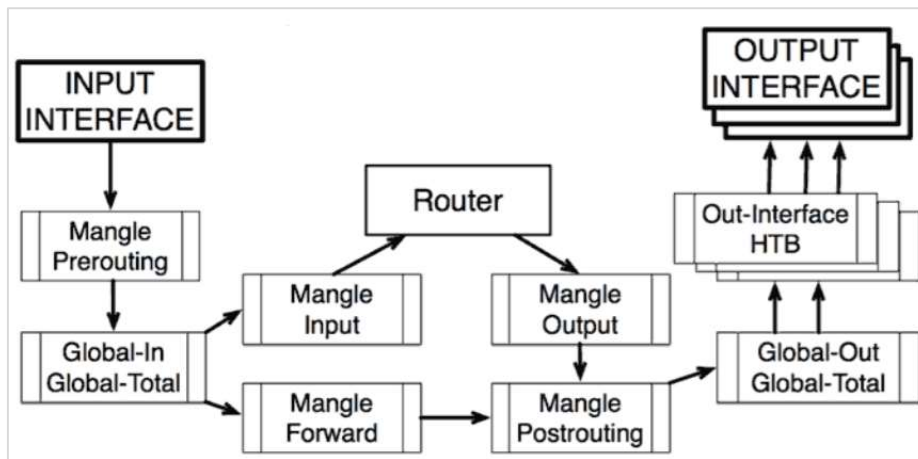 INPUT
INTERFACE
OUTPUT
INTERFACE
Router
Mangle
Prerouting
Out-Interface
HTB
Mangle
Input
Mangle
Output
Global-In
Global-Total
Global-Out
Global-Total
Mangle
Forward
Mangle
Postrouting